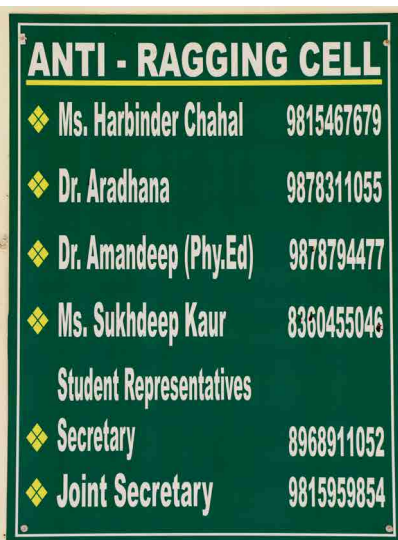 ANTI - RAGGING CELL
Ms. Harbinder Chahal 9815467679
Dr. Aradhana 9878311055
Dr. Amandeep (Phy.Ed) 9878794477
Ms. Sukhdeep Kaur 8360455046
Student Representatives
Secretary 8968911052
Joint Secretary 9815959854